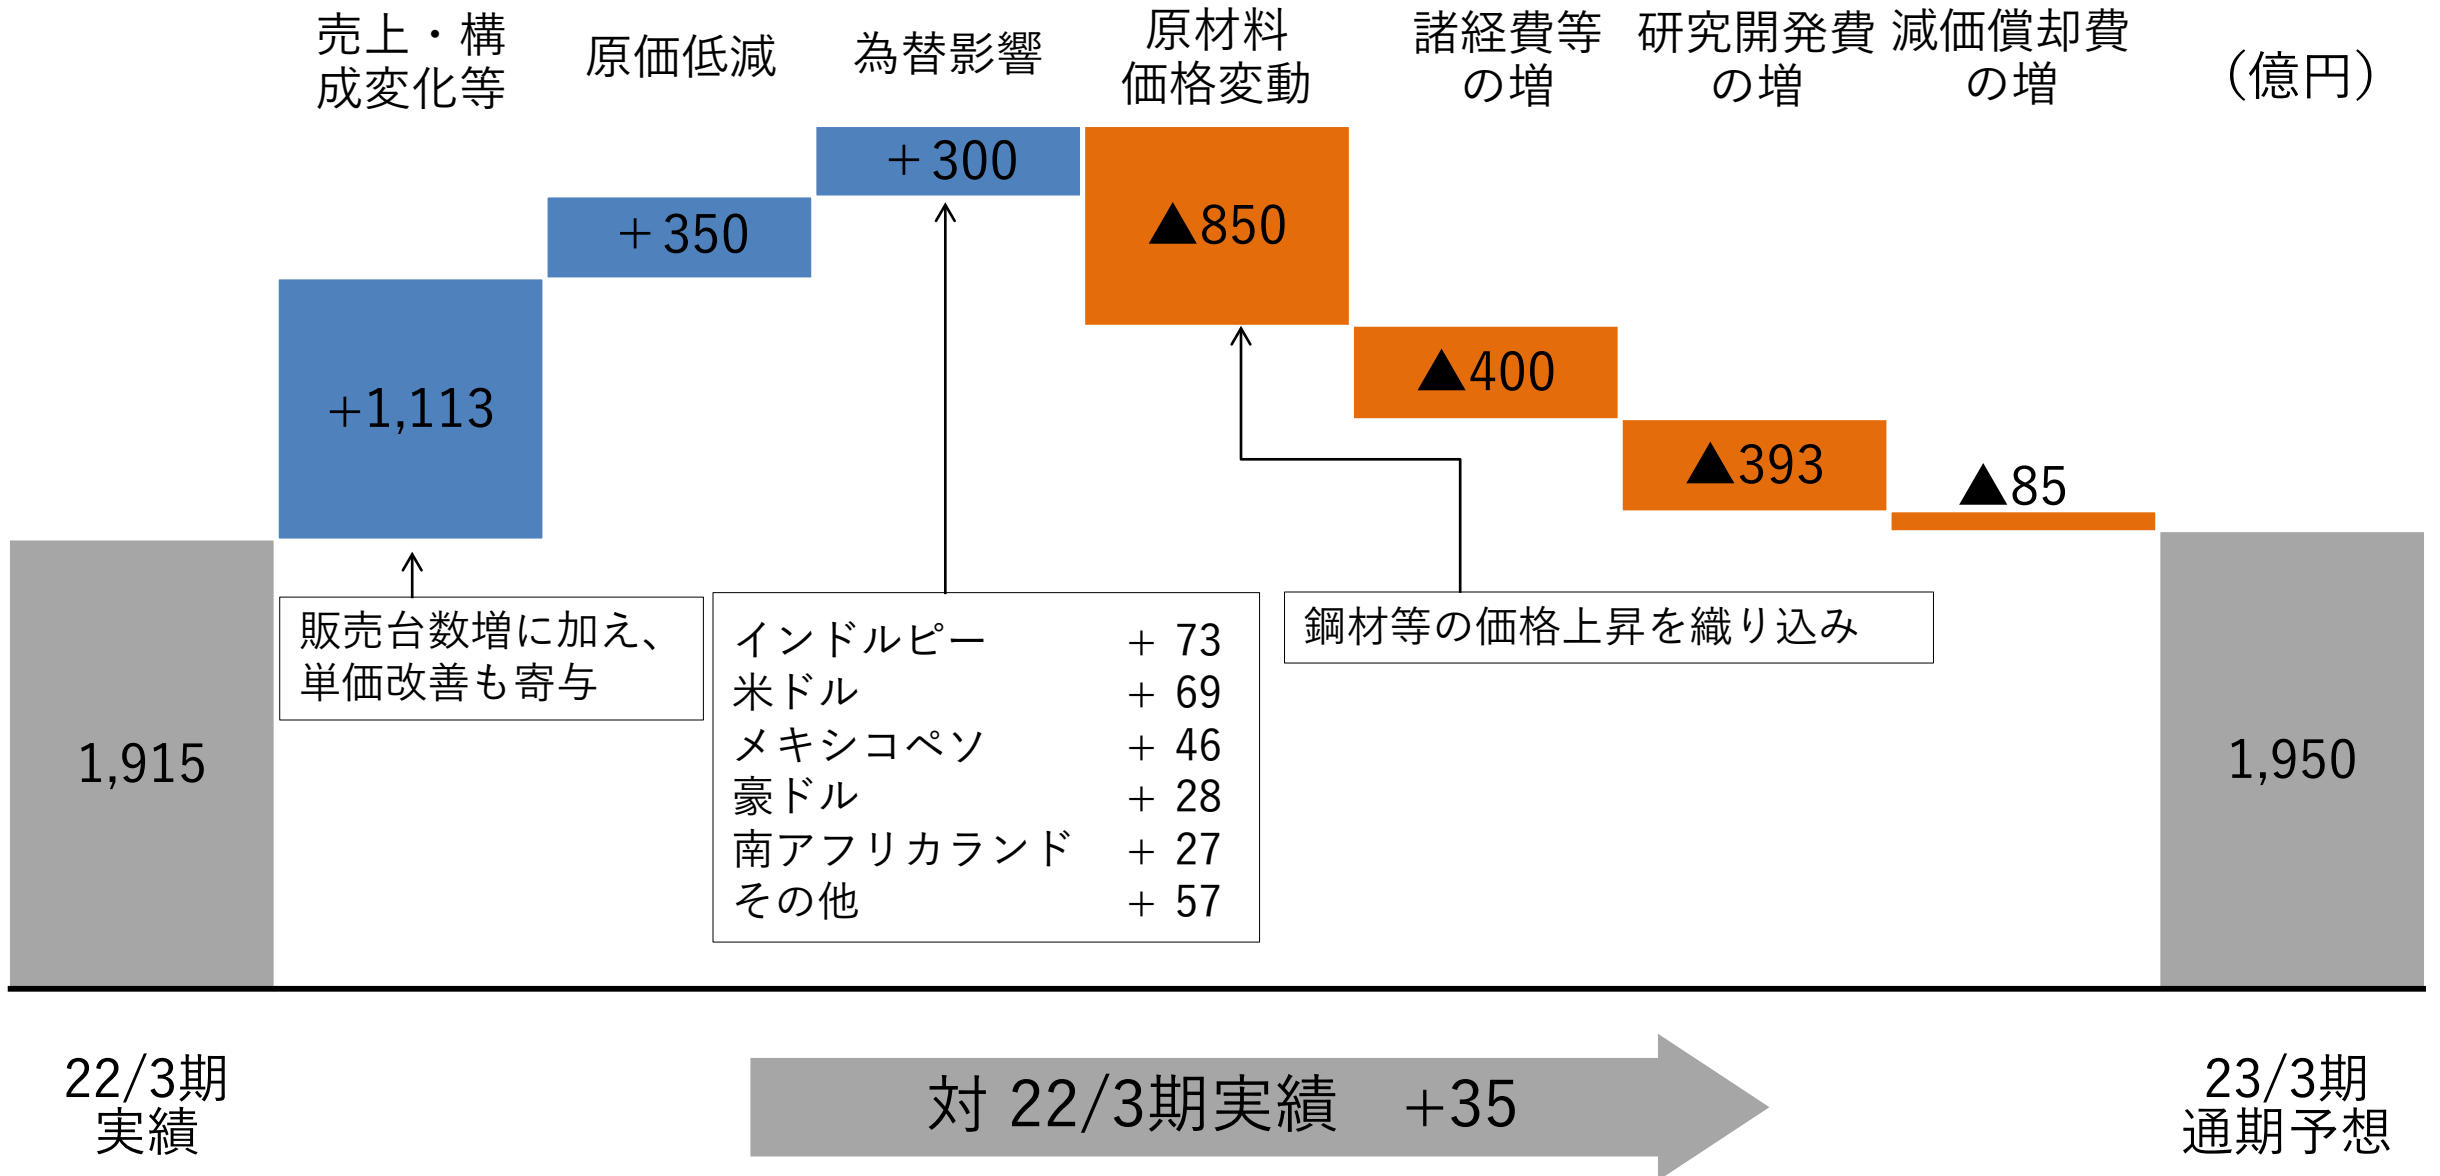 売上・構
成変化等
原価低減
為替影響
原材料
価格変動
諸経費等
の増
研究開発費
の増
減価償却費
の増
（億円）
＋300
＋350
+1,113
▲850
▲400
▲393
▲85
1,915
1,950
販売台数増に加え、
単価改善も寄与
インドルピー + 73
米ドル + 69
メキシコペソ + 46
豪ドル + 28
南アフリカランド + 27
その他 + 57
鋼材等の価格上昇を織り込み
22/3期
実績
対 22/3期実績　+35
23/3期
通期予想